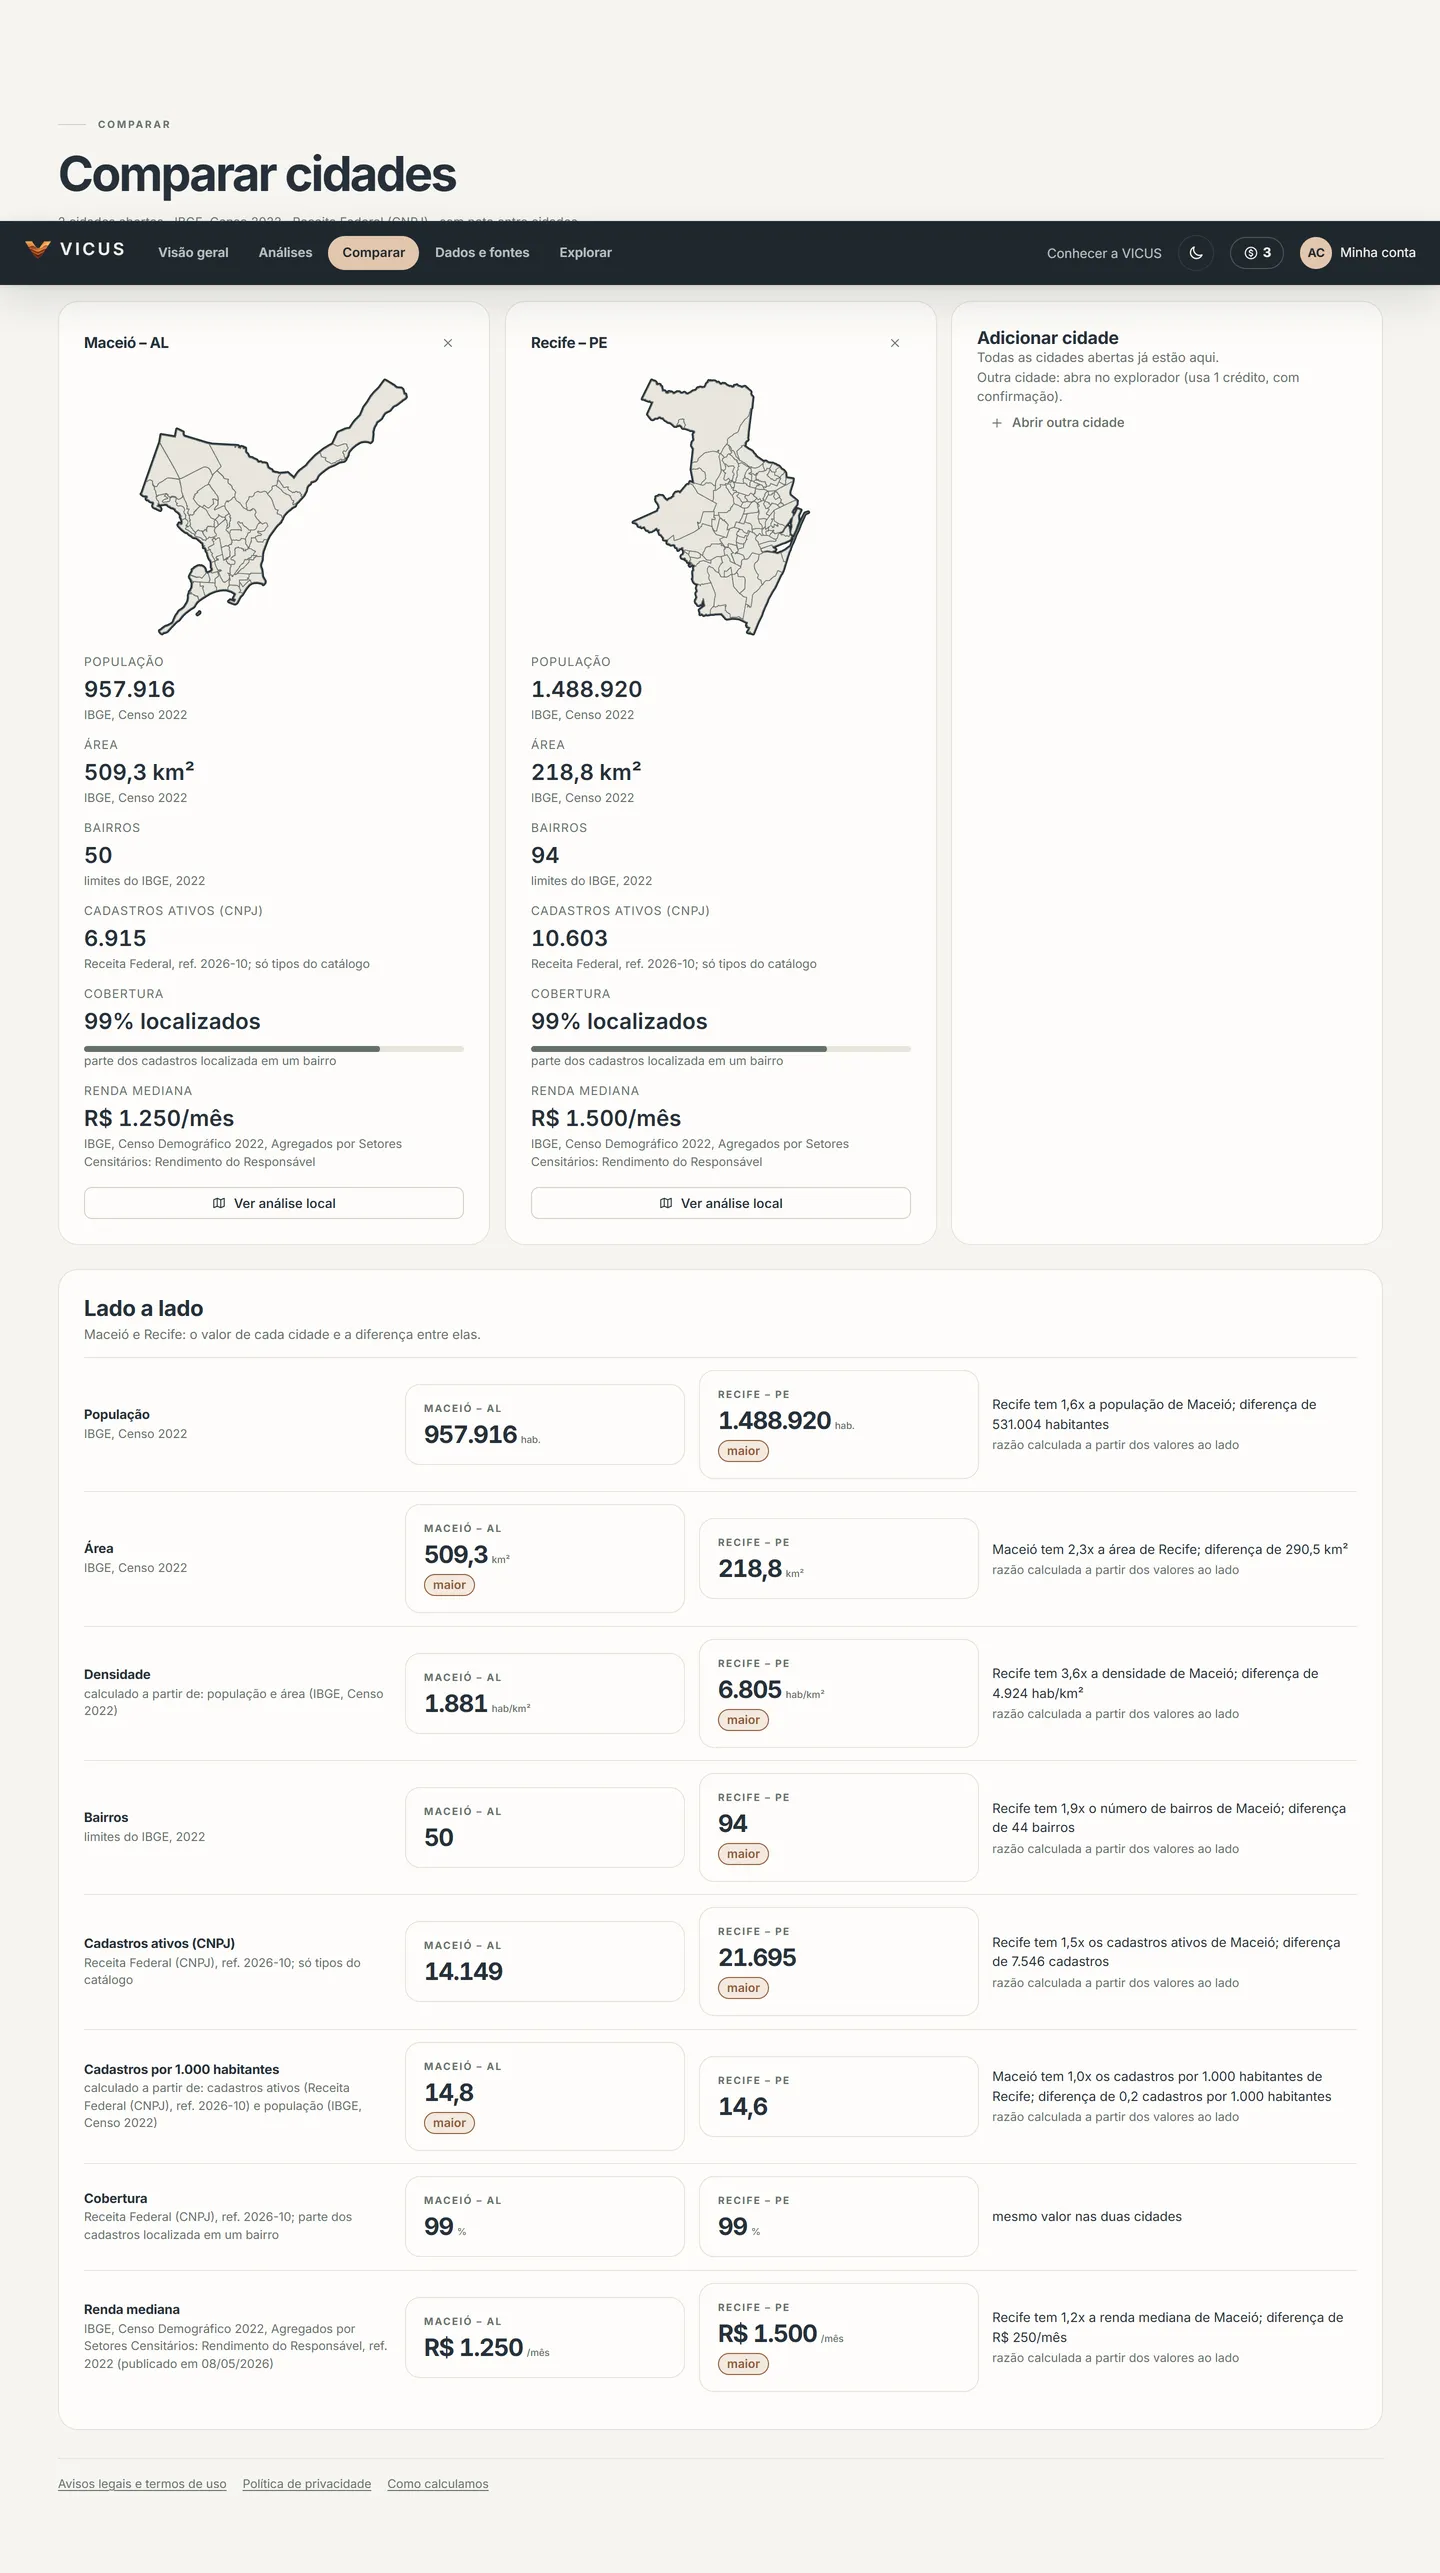 COMPARAR
Comparar cidades
2 cidades abertas · IBGE, Censo 2022 · Receita Federal (CNPJ) · sem nota entre cidades
VICUS
Visão geral
Análises
Comparar
Dados e fontes
Explorar
Conhecer a VICUS
3
AC
Minha conta
Maceió – AL
POPULAÇÃO
957.916
IBGE, Censo 2022
ÁREA
509,3 km²
IBGE, Censo 2022
BAIRROS
50
limites do IBGE, 2022
CADASTROS ATIVOS (CNPJ)
6.915
Receita Federal, ref. 2026-10; só tipos do catálogo
COBERTURA
99% localizados
parte dos cadastros localizada em um bairro
RENDA MEDIANA
R$ 1.250/mês
IBGE, Censo Demográfico 2022, Agregados por Setores
Censitários: Rendimento do Responsável
Ver análise local
Recife – PE
POPULAÇÃO
1.488.920
IBGE, Censo 2022
ÁREA
218,8 km²
IBGE, Censo 2022
BAIRROS
94
limites do IBGE, 2022
CADASTROS ATIVOS (CNPJ)
10.603
Receita Federal, ref. 2026-10; só tipos do catálogo
COBERTURA
99% localizados
parte dos cadastros localizada em um bairro
RENDA MEDIANA
R$ 1.500/mês
IBGE, Censo Demográfico 2022, Agregados por Setores
Censitários: Rendimento do Responsável
Ver análise local
Adicionar cidade
Todas as cidades abertas já estão aqui.
Outra cidade: abra no explorador (usa 1 crédito, com
confirmação).
+ Abrir outra cidade
Lado a lado
Maceió e Recife: o valor de cada cidade e a diferença entre elas.
População
IBGE, Censo 2022
MACEIÓ – AL
957.916 hab.
RECIFE – PE
1.488.920 hab.
maior
Recife tem 1,6x a população de Maceió; diferença de
531.004 habitantes
razão calculada a partir dos valores ao lado
Área
IBGE, Censo 2022
MACEIÓ – AL
509,3 km²
maior
RECIFE – PE
218,8 km²
Maceió tem 2,3x a área de Recife; diferença de 290,5 km²
razão calculada a partir dos valores ao lado
Densidade
calculado a partir de: população e área (IBGE, Censo
2022)
MACEIÓ – AL
1.881 hab/km²
RECIFE – PE
6.805 hab/km²
maior
Recife tem 3,6x a densidade de Maceió; diferença de
4.924 hab/km²
razão calculada a partir dos valores ao lado
Bairros
limites do IBGE, 2022
MACEIÓ – AL
50
RECIFE – PE
94
maior
Recife tem 1,9x o número de bairros de Maceió; diferença
de 44 bairros
razão calculada a partir dos valores ao lado
Cadastros ativos (CNPJ)
Receita Federal (CNPJ), ref. 2026-10; só tipos do
catálogo
MACEIÓ – AL
14.149
RECIFE – PE
21.695
maior
Recife tem 1,5x os cadastros ativos de Maceió; diferença
de 7.546 cadastros
razão calculada a partir dos valores ao lado
Cadastros por 1.000 habitantes
calculado a partir de: cadastros ativos (Receita
Federal (CNPJ), ref. 2026-10) e população (IBGE,
Censo 2022)
MACEIÓ – AL
14,8
maior
RECIFE – PE
14,6
Maceió tem 1,0x os cadastros por 1.000 habitantes de
Recife; diferença de 0,2 cadastros por 1.000 habitantes
razão calculada a partir dos valores ao lado
Cobertura
Receita Federal (CNPJ), ref. 2026-10; parte dos
cadastros localizada em um bairro
MACEIÓ – AL
99 %
RECIFE – PE
99 %
mesmo valor nas duas cidades
Renda mediana
IBGE, Censo Demográfico 2022, Agregados por
Setores Censitários: Rendimento do Responsável, ref.
2022 (publicado em 08/05/2026)
MACEIÓ – AL
R$ 1.250 /mês
RECIFE – PE
R$ 1.500 /mês
maior
Recife tem 1,2x a renda mediana de Maceió; diferença de
R$ 250/mês
razão calculada a partir dos valores ao lado
Avisos legais e termos de uso
Política de privacidade
Como calculamos